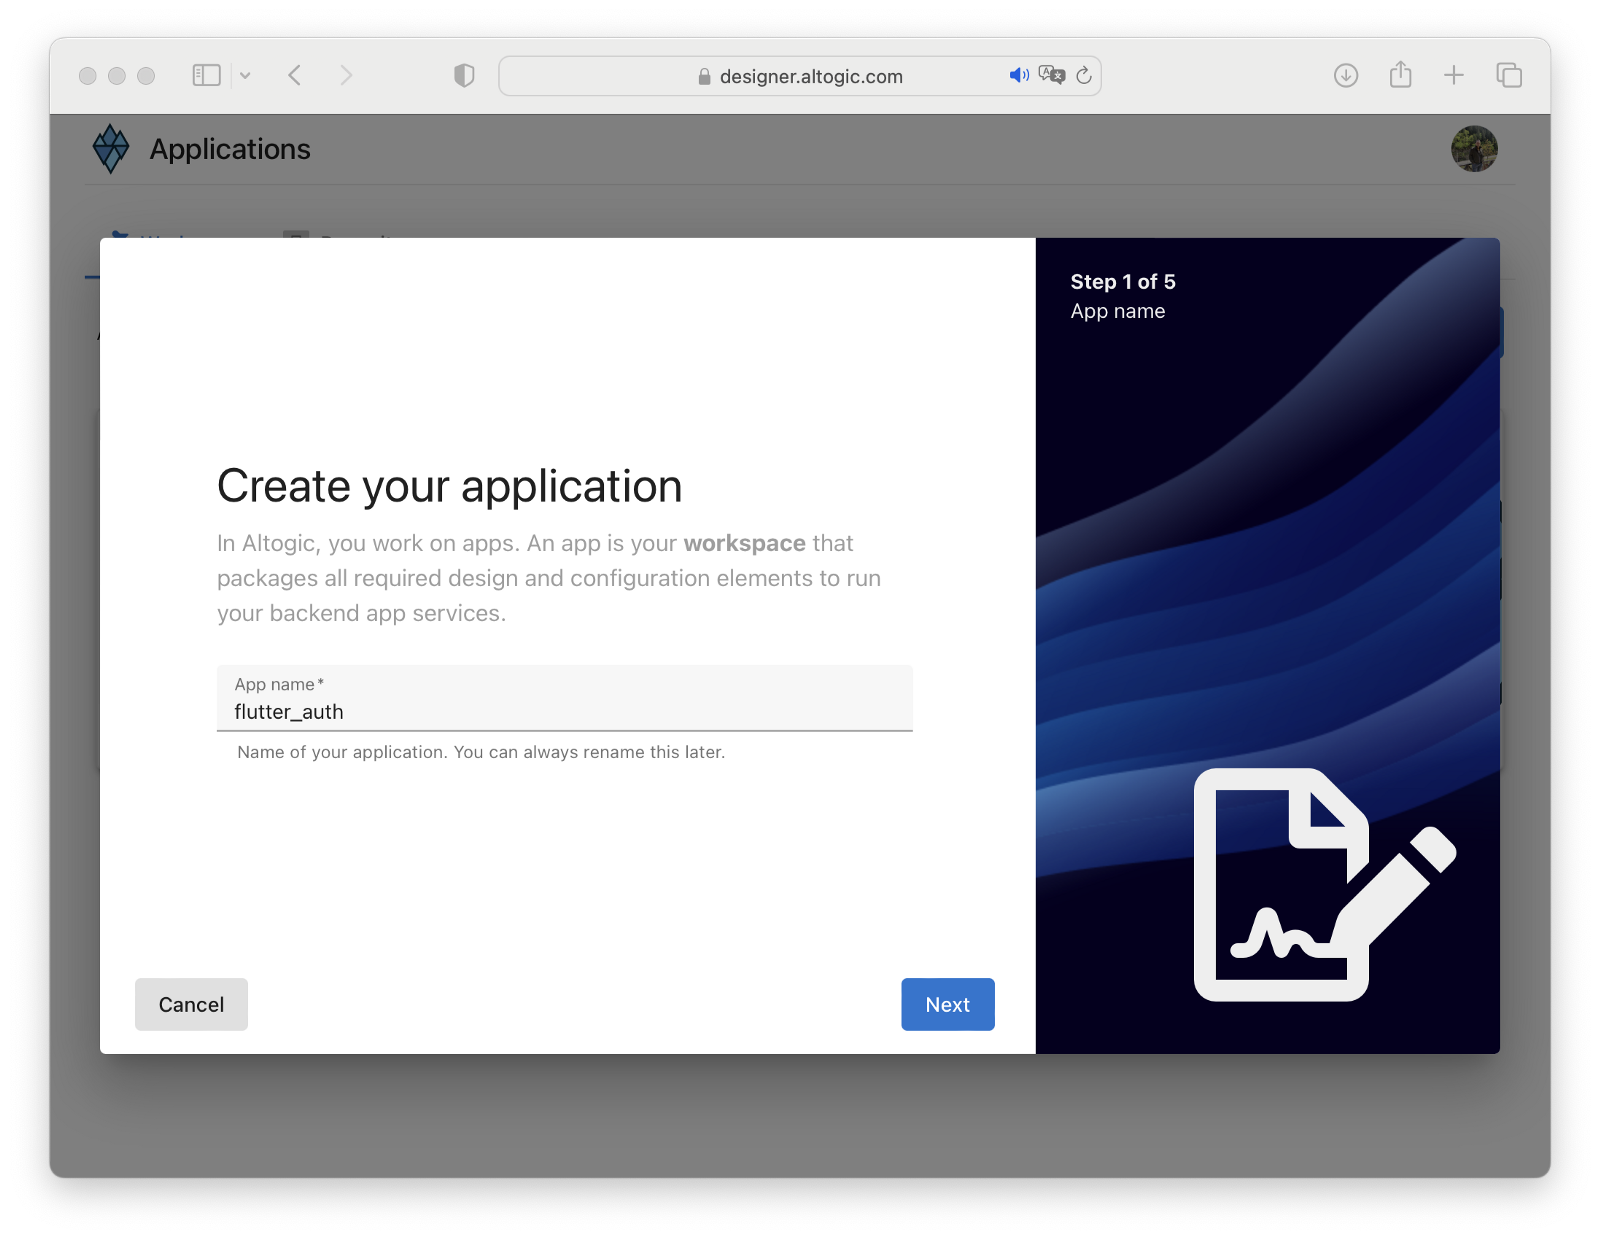 designer.altogic.com
Applications
Step 1 of 5
App name
Create your application
In Altogic, you work on apps. An app is your workspace that
packages all required design and configuration elements to run
your backend app services.
App name*
flutter_auth
Name of your application. You can always rename this later.
Cancel
Next